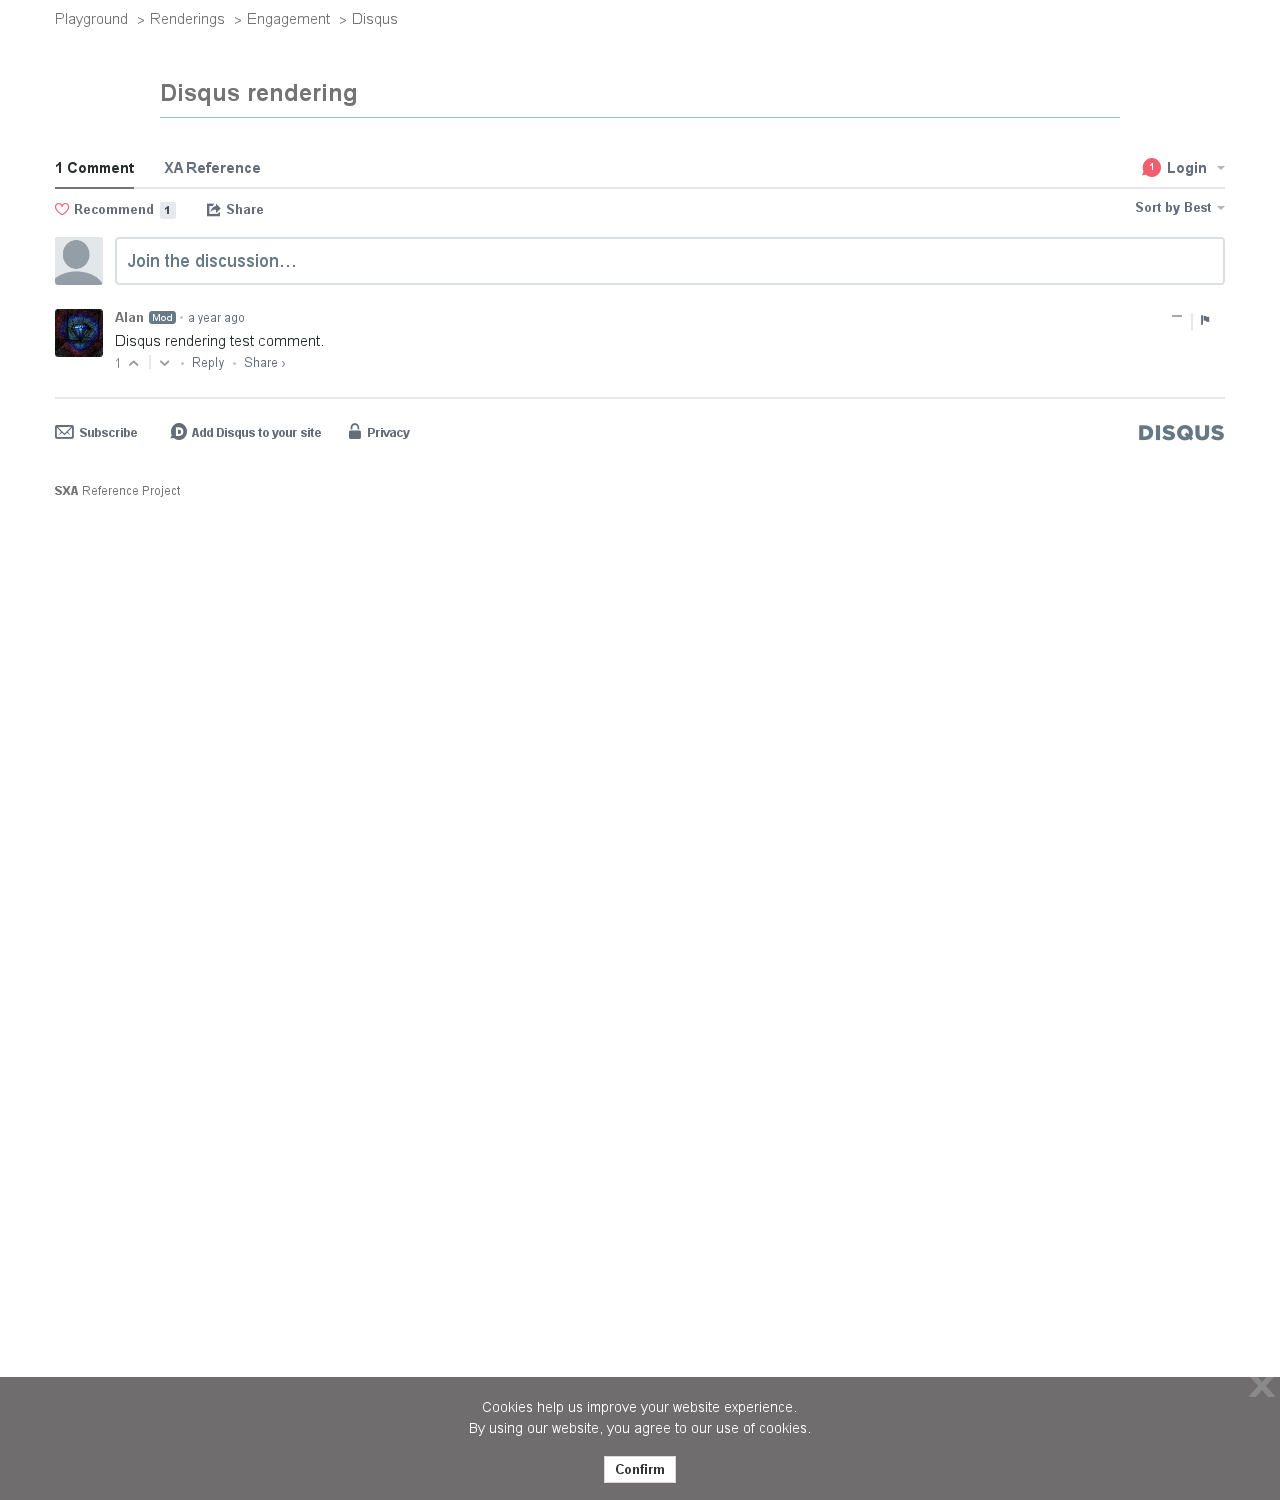 Playground > Renderings > Engagement > Disqus
Disqus rendering
1 Comment XA Reference 1 Login
Recommend 1 Share Sort by Best
Join the discussion...
Alan Mod • a year ago
Disqus rendering test comment.
1 • Reply • Share ›
Subscribe D Add Disqus to your site Privacy DISQUS
SXA Reference Project
X
Cookies help us improve your website experience.
By using our website, you agree to our use of cookies.
Confirm